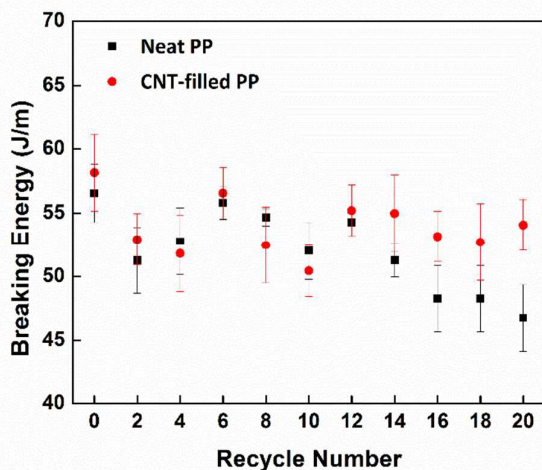 70
65
60
55
50
45
40
Breaking Energy (J/m)
Neat PP
CNT-filled PP
0 2 4 6 8 10 12 14 16 18 20
Recycle Number